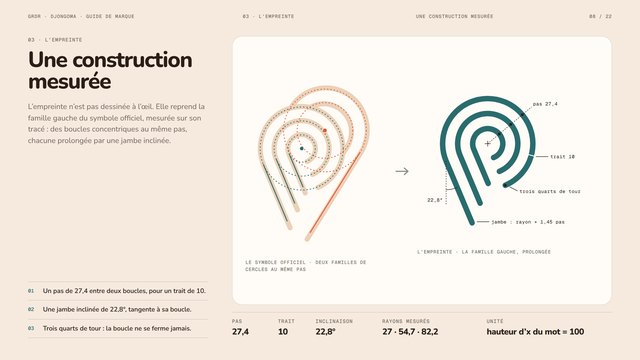 GRDR · DJONGOMA · GUIDE DE MARQUE
03 · L'EMPREINTE
UNE CONSTRUCTION MESURÉE
08 / 22
03 · L'EMPREINTE
Une construction
mesurée
L'empreinte n'est pas dessinée à l'œil. Elle reprend la
famille gauche du symbole officiel, mesurée sur son
tracé : des boucles concentriques au même pas,
chacune prolongée par une jambe inclinée.
01 Un pas de 27,4 entre deux boucles, pour un trait de 10.
02 Une jambe inclinée de 22,8°, tangente à sa boucle.
03 Trois quarts de tour : la boucle ne se ferme jamais.
pas 27,4
trait 10
trois quarts de tour
22,8°
jambe : rayon × 1,45 pas
LE SYMBOLE OFFICIEL · DEUX FAMILLES DE
CERCLES AU MÊME PAS
L'EMPREINTE · LA FAMILLE GAUCHE, PROLONGÉE
PAS
27,4
TRAIT
10
INCLINAISON
22,8°
RAYONS MESURÉS
27 · 54,7 · 82,2
UNITÉ
hauteur d'x du mot = 100